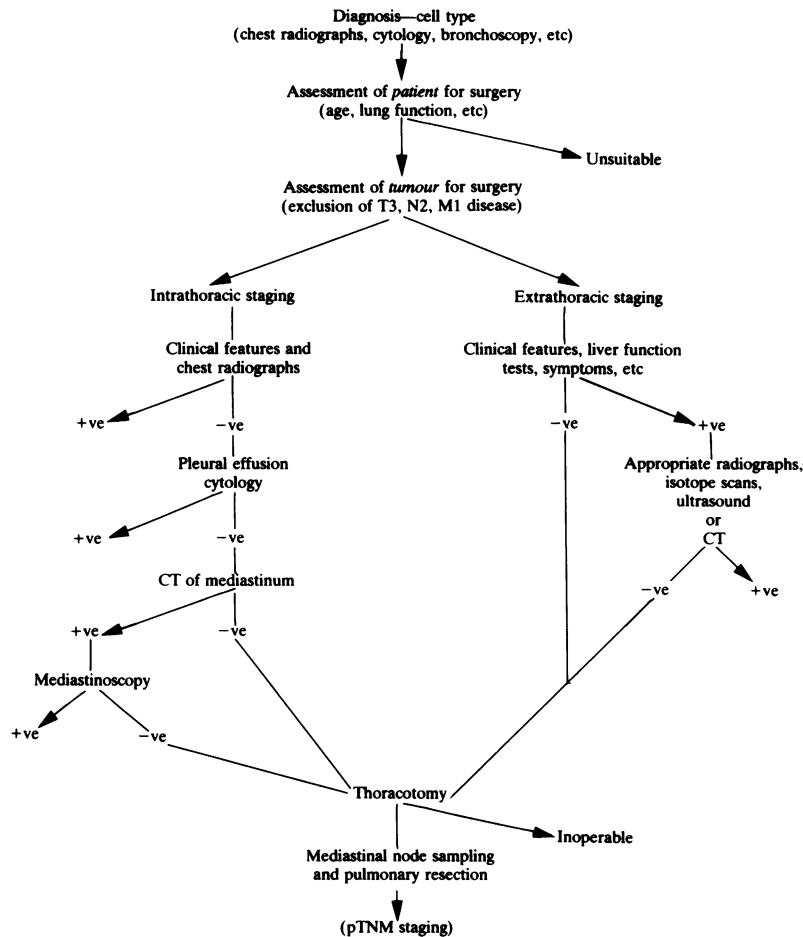 Diagnosis—cell type
(chest radiographs, cytology, bronchoscopy, etc)
Assessment of patient for surgery
(age, lung function, etc)
Unsuitable
Assessment of tumour for surgery
(exclusion of T3, N2, M1 disease)
Intrathoracic staging
Extrathoracic staging
Clinical features and
chest radiographs
Clinical features, liver function
tests, symptoms, etc
+ve
−ve
−ve
+ve
Pleural effusion
cytology
Appropriate radiographs,
isotope scans,
ultrasound
or
CT
+ve
−ve
CT of mediastinum
−ve
+ve
+ve
−ve
Mediastinoscopy
+ve
−ve
Thoracotomy
Inoperable
Mediastinal node sampling
and pulmonary resection
(pTNM staging)